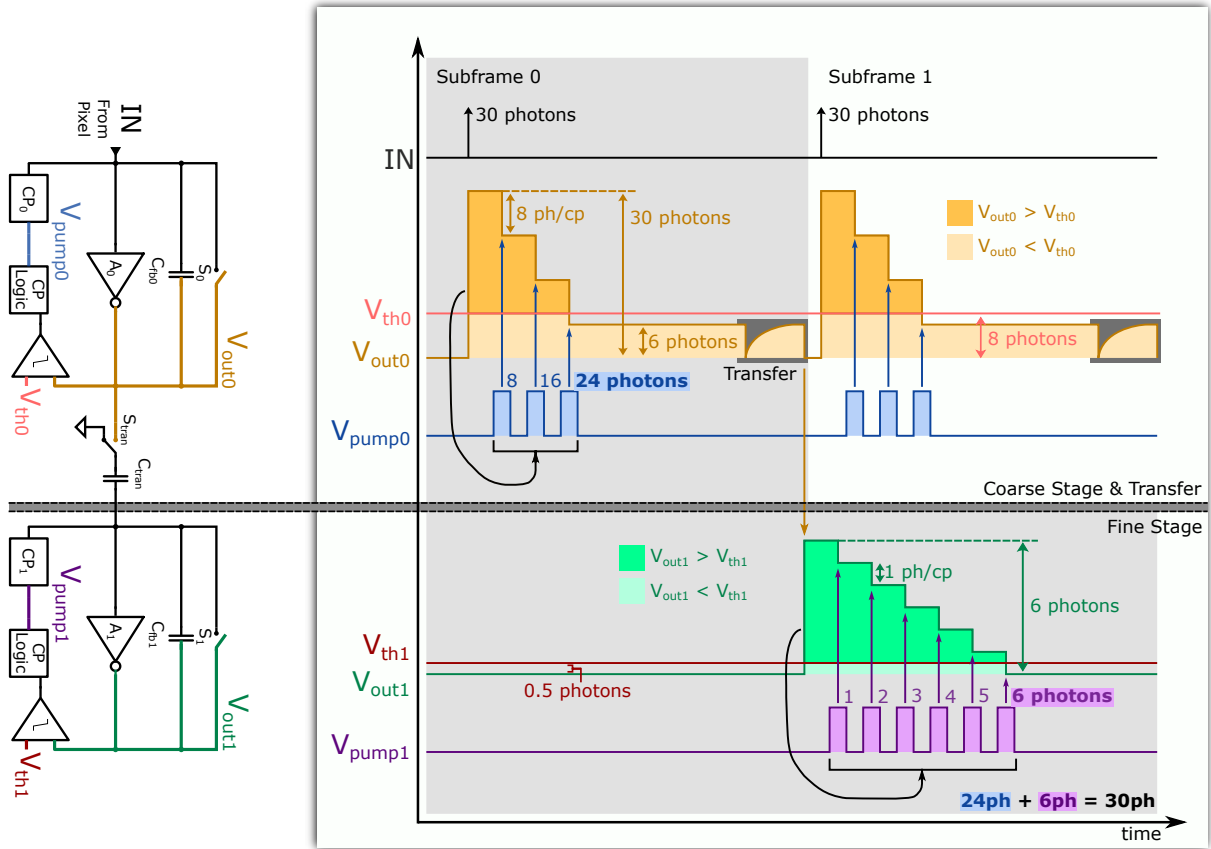 IN
From
Pixel
CP0
Vpump0
CP
Logic
A0
Cfb0
S0
Vout0
Vth0
Stran
Ctran
CP1
Vpump1
CP
Logic
A1
Cfb1
S1
Vout1
Vth1
Subframe 0
Subframe 1
30 photons
30 photons
IN
8 ph/cp
30 photons
Vout0 > Vth0
Vout0 < Vth0
Vth0
6 photons
8 photons
Vout0
Transfer
8
16
24 photons
Vpump0
Coarse Stage & Transfer
Fine Stage
Vout1 > Vth1
Vout1 < Vth1
1 ph/cp
6 photons
Vth1
Vout1
0.5 photons
1
2
3
4
5
6 photons
Vpump1
24ph + 6ph = 30ph
time